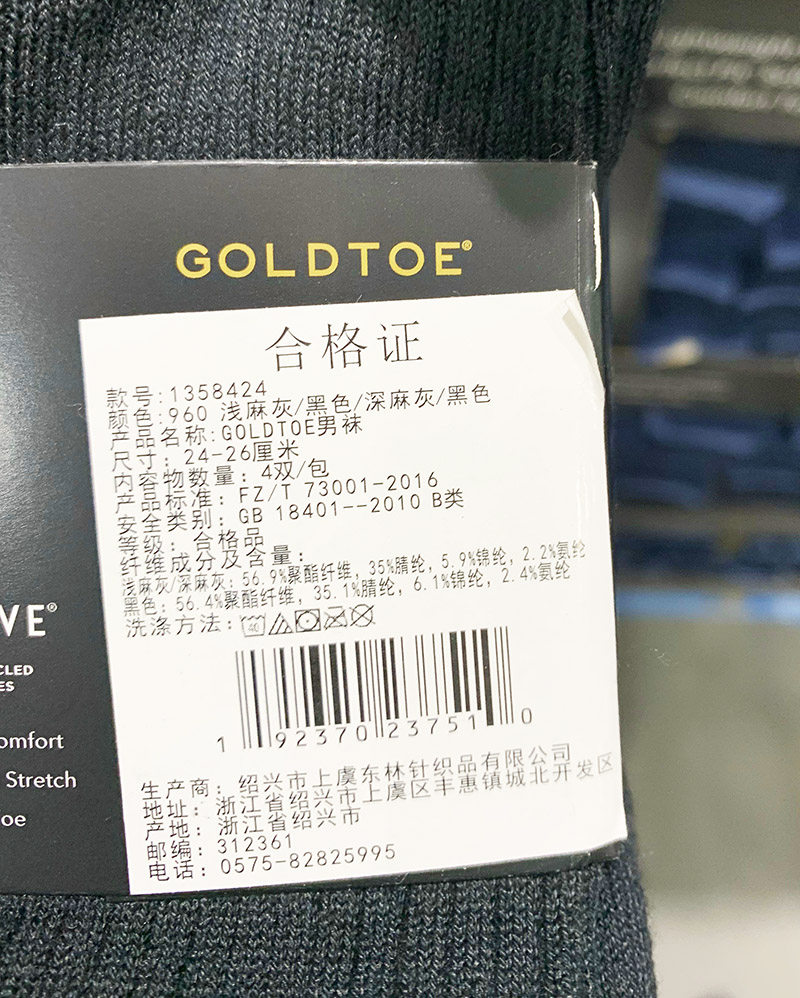 GOLDTOE®
合格证
款号:1358424
颜色:960 浅麻灰/黑色/深麻灰/黑色
产品名称:GOLDTOE男袜
尺寸: 24-26厘米
内容物数量: 4双/包
产品标准: FZ/T 73001-2016
安全类别: GB 18401--2010 B类
等级: 合格品
纤维成分及含量:
浅麻灰/深麻灰: 56.9%聚酯纤维, 35%腈纶, 5.9%锦纶, 2.2%氨纶
黑色: 56.4%聚酯纤维, 35.1%腈纶, 6.1%锦纶, 2.4%氨纶
洗涤方法: 40
1 92370 23751 0
生产商: 绍兴市上虞东林针织品有限公司
地址: 浙江省绍兴市上虞区丰惠镇城北开发区
产地: 浙江省绍兴市
邮编: 312361
电话: 0575-82825995
VE®
CLED
ES
omfort
Stretch
oe